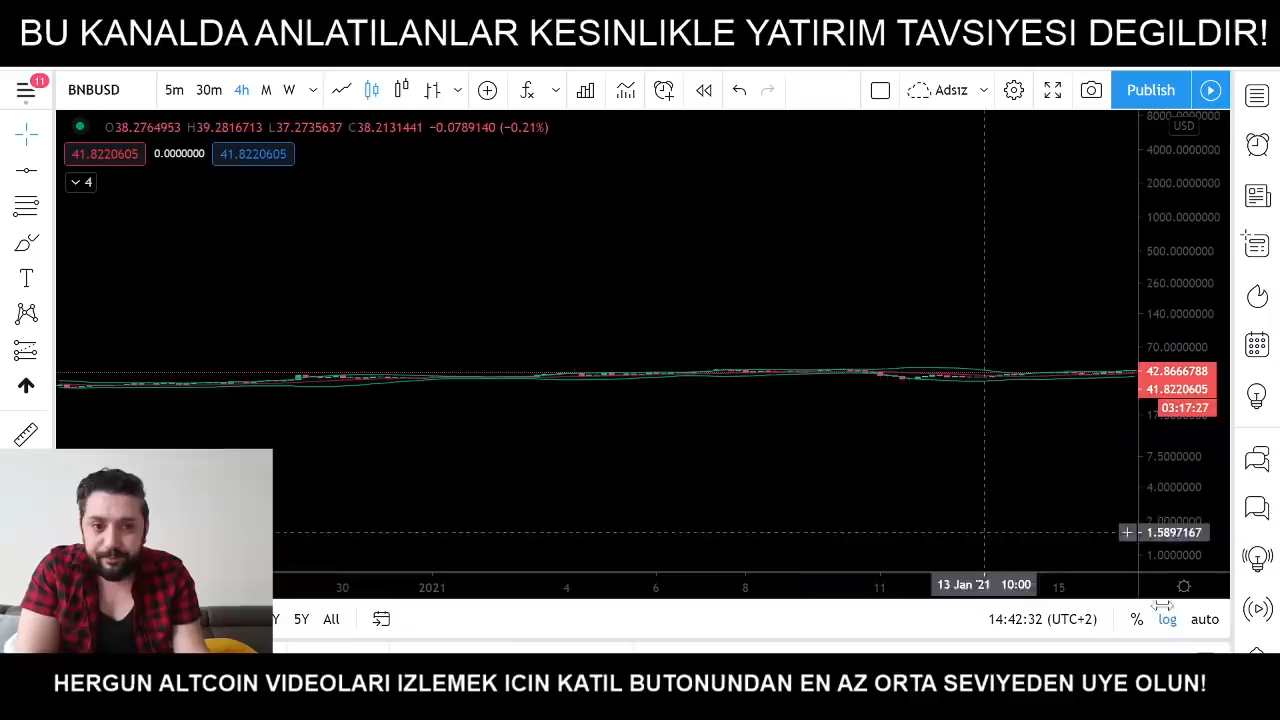 BU KANALDA ANLATILANLAR KESINLIKLE YATIRIM TAVSIYESI DEGILDIR!
11
BNBUSD 5m 30m 4h M W Adsız Publish
O38.2764953 H39.2816713 L37.2735637 C38.2131441 −0.0789140 (−0.21%)
41.8220605 0.0000000 41.8220605
4
USD
4000.0000000
2000.0000000
1000.0000000
500.0000000
260.0000000
140.0000000
70.0000000
42.8666788
41.8220605
03:17:27
7.5000000
4.0000000
2.0000000
1.5897167
1.0000000
30 2021 4 6 8 11 13 Jan '21 10:00 15
Y 5Y All 14:42:32 (UTC+2) % log auto
HERGUN ALTCOIN VIDEOLARI IZLEMEK ICIN KATIL BUTONUNDAN EN AZ ORTA SEVIYEDEN UYE OLUN!